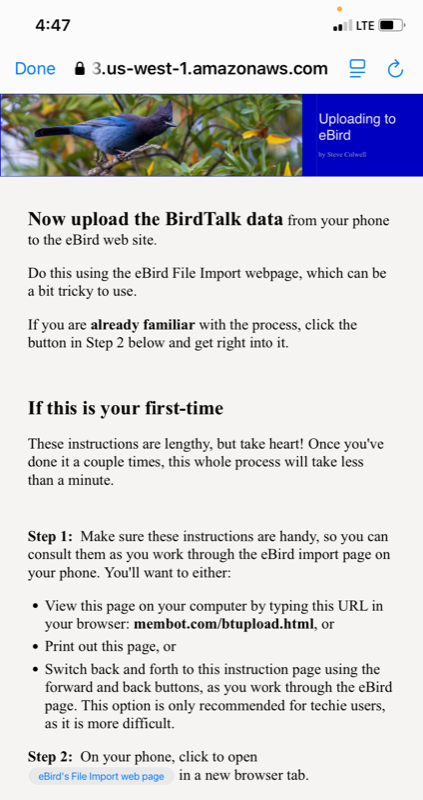 4:47
LTE
Done
3.us-west-1.amazonaws.com
Uploading to
eBird
by Steve Colwell
Now upload the BirdTalk data from your phone
to the eBird web site.
Do this using the eBird File Import webpage, which can be
a bit tricky to use.
If you are already familiar with the process, click the
button in Step 2 below and get right into it.
If this is your first-time
These instructions are lengthy, but take heart! Once you've
done it a couple times, this whole process will take less
than a minute.
Step 1: Make sure these instructions are handy, so you can
consult them as you work through the eBird import page on
your phone. You'll want to either:
• View this page on your computer by typing this URL in
your browser: membot.com/btupload.html, or
• Print out this page, or
• Switch back and forth to this instruction page using the
forward and back buttons, as you work through the eBird
page. This option is only recommended for techie users,
as it is more difficult.
Step 2: On your phone, click to open
eBird's File Import web page in a new browser tab.